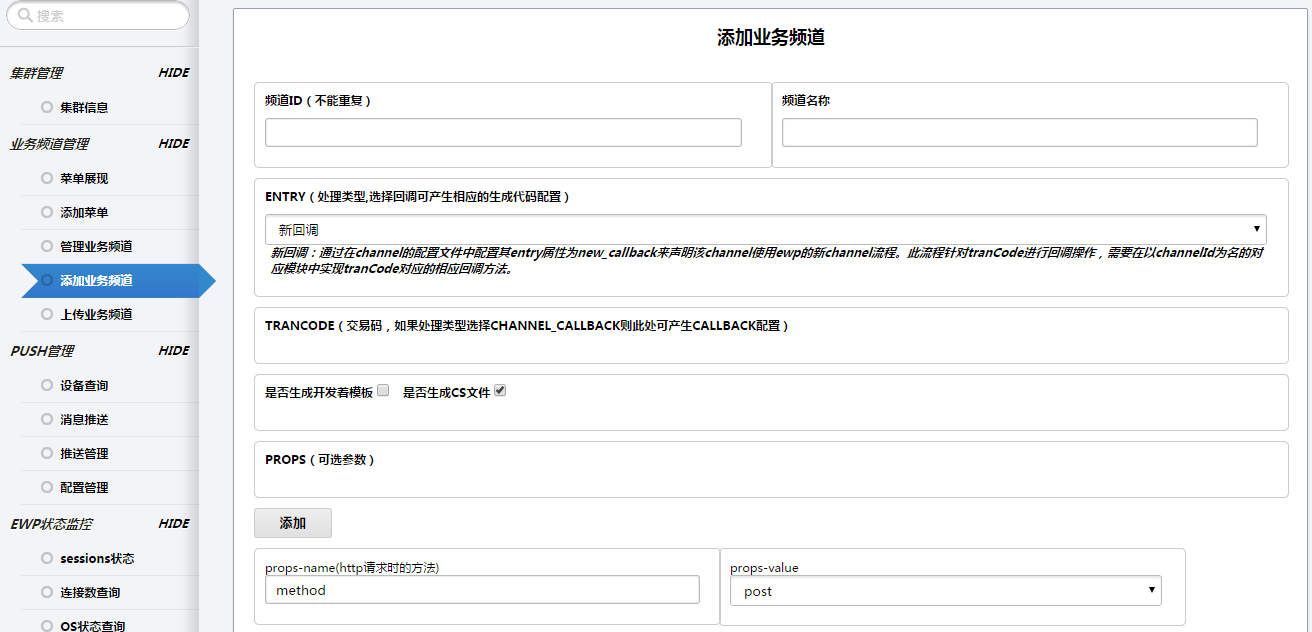 搜索
集群管理 HIDE
集群信息
业务频道管理 HIDE
菜单展现
添加菜单
管理业务频道
添加业务频道
上传业务频道
PUSH管理 HIDE
设备查询
消息推送
推送管理
配置管理
EWP状态监控 HIDE
sessions状态
连接数查询
OS状态查询
添加业务频道
频道ID（不能重复）
频道名称
ENTRY（处理类型,选择回调可产生相应的生成代码配置）
新回调
新回调：通过在channel的配置文件中配置其entry属性为new_callback来声明该channel使用ewp的新channel流程。此流程针对tranCode进行回调操作，需要在以channelId为名的对
应模块中实现tranCode对应的相应回调方法。
TRANCODE（交易码，如果处理类型选择CHANNEL_CALLBACK则此处可产生CALLBACK配置）
是否生成开发着模板 是否生成CS文件
PROPS（可选参数）
添加
props-name(http请求时的方法)
method
props-value
post